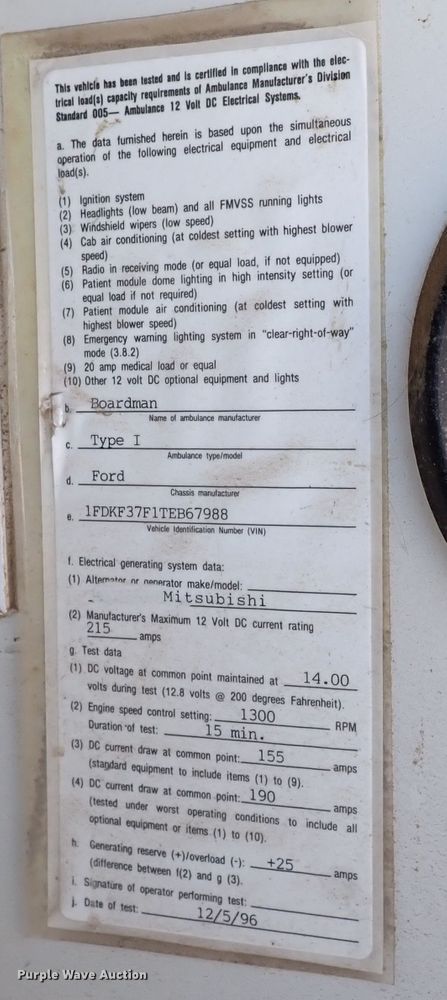 This vehicle has been tested and is certified in compliance with the elec-
trical load(s) capacity requirements of Ambulance Manufacturer's Division
Standard 005— Ambulance 12 Volt DC Electrical Systems.
a. The data furnished herein is based upon the simultaneous
operation of the following electrical equipment and electrical
load(s).
(1) Ignition system
(2) Headlights (low beam) and all FMVSS running lights
(3) Windshield wipers (low speed)
(4) Cab air conditioning (at coldest setting with highest blower
speed)
(5) Radio in receiving mode (or equal load, if not equipped)
(6) Patient module dome lighting in high intensity setting (or
equal load if not required)
(7) Patient module air conditioning (at coldest setting with
highest blower speed)
(8) Emergency warning lighting system in "clear-right-of-way"
mode (3.8.2)
(9) 20 amp medical load or equal
(10) Other 12 volt DC optional equipment and lights
b. Boardman
Name of ambulance manufacturer
c. Type I
Ambulance type/model
d. Ford
Chassis manufacturer
e. 1FDKF37F1TEB67988
Vehicle Identification Number (VIN)
f. Electrical generating system data:
(1) Alternator or generator make/model:
Mitsubishi
(2) Manufacturer's Maximum 12 Volt DC current rating
215 amps
g. Test data
(1) DC voltage at common point maintained at 14.00
volts during test (12.8 volts @ 200 degrees Fahrenheit).
(2) Engine speed control setting: 1300 RPM
Duration of test: 15 min.
(3) DC current draw at common point: 155 amps
(standard equipment to include items (1) to (9).
(4) DC current draw at common point: 190 amps
(tested under worst operating conditions to include all
optional equipment or items (1) to (10).
h. Generating reserve (+)/overload (-): +25 amps
(difference between f(2) and g (3).
i. Signature of operator performing test:
j. Date of test: 12/5/96
Purple Wave Auction